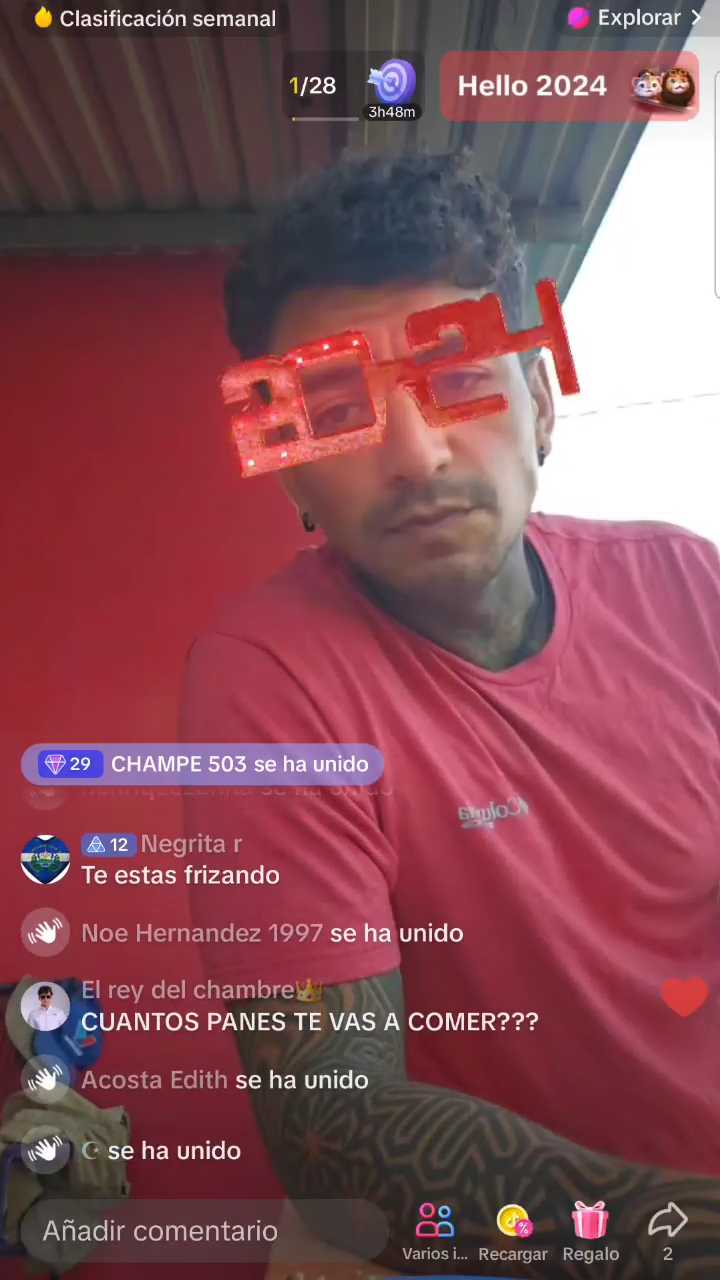 Clasificación semanal
Explorar
1/28
3h48m
Hello 2024
2024
29 CHAMPE 503 se ha unido
Columbia
12 Negrita r
Te estas frizando
Noe Hernandez 1997 se ha unido
El rey del chambre
CUANTOS PANES TE VAS A COMER???
Acosta Edith se ha unido
se ha unido
Añadir comentario
Varios i...
Recargar
Regalo
2